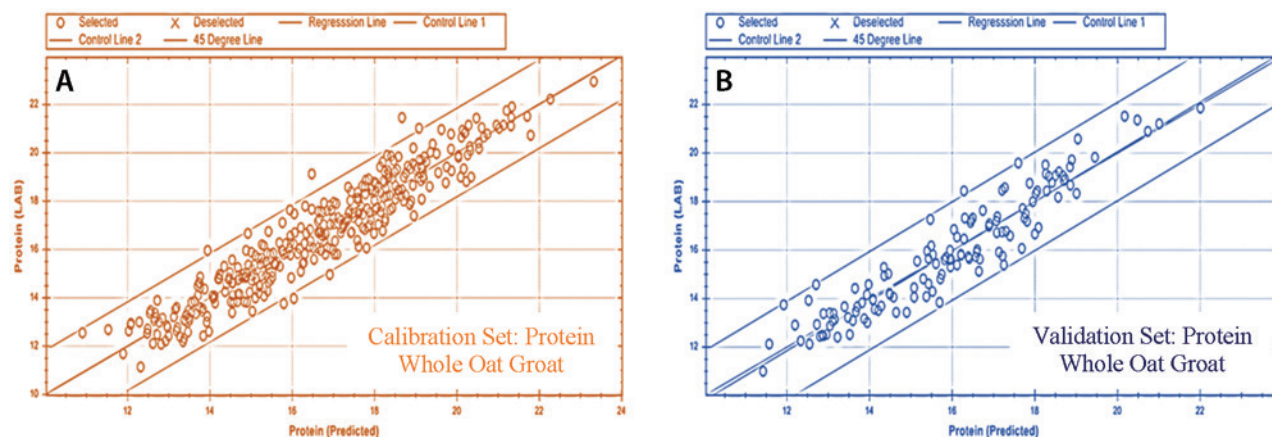 Selected Deselected Regresssion Line Control Line 1
Control Line 2 45 Degree Line
A
Protein (LAB)
22
20
18
16
14
12
10
12 14 16 18 20 22 24
Protein (Predicted)
Calibration Set: Protein
Whole Oat Groat
Selected Deselected Regresssion Line Control Line 1
Control Line 2 45 Degree Line
B
Protein (LAB)
22
20
18
16
14
12
12 14 16 18 20 22
Protein (Predicted)
Validation Set: Protein
Whole Oat Groat